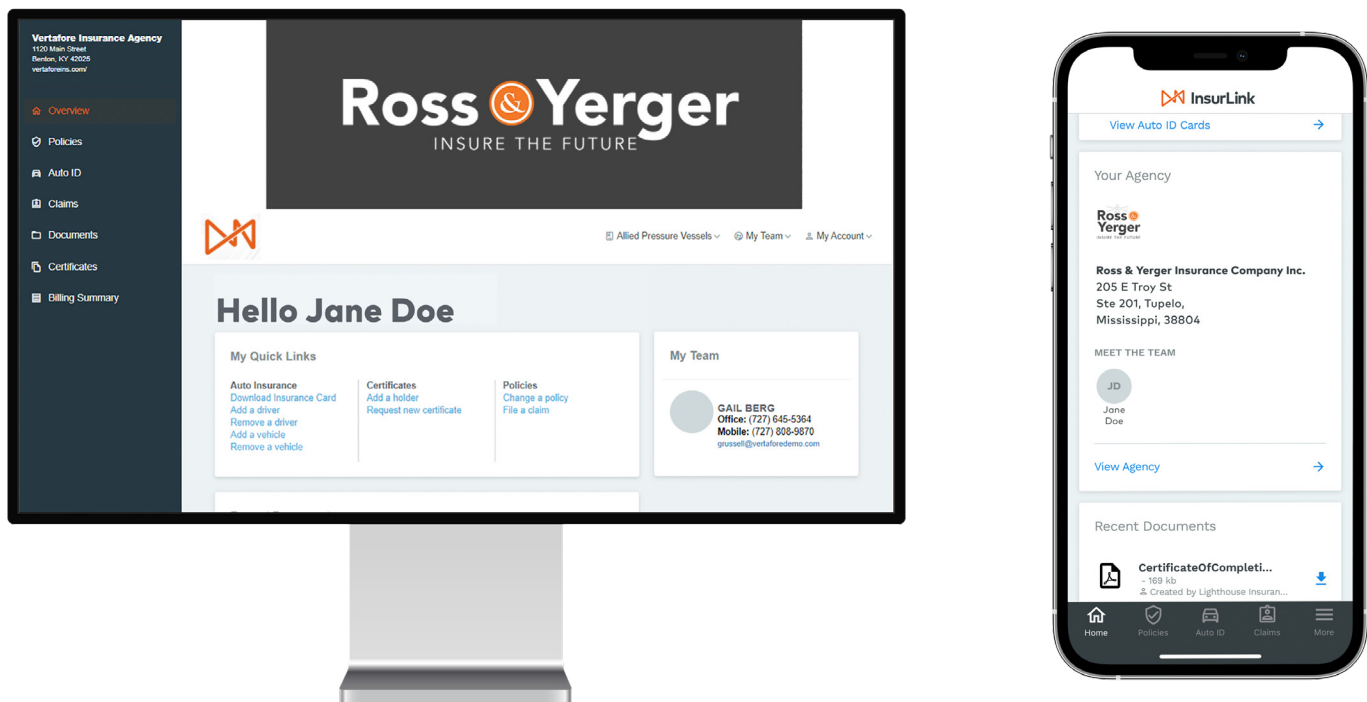 Vertafore Insurance Agency
1120 Main Street
Benton, KY 42025
vertaforeins.com/
Overview
Policies
Auto ID
Claims
Documents
Certificates
Billing Summary
Ross & Yerger
INSURE THE FUTURE
Allied Pressure Vessels
My Team
My Account
Hello Jane Doe
My Quick Links
Auto Insurance
Download Insurance Card
Add a driver
Remove a driver
Add a vehicle
Remove a vehicle
Certificates
Add a holder
Request new certificate
Policies
Change a policy
File a claim
My Team
GAIL BERG
Office: (727) 645-5364
Mobile: (727) 808-9870
grussell@vertaforedemo.com
InsurLink
View Auto ID Cards
Your Agency
Ross &
Yerger
INSURE THE FUTURE
Ross & Yerger Insurance Company Inc.
205 E Troy St
Ste 201, Tupelo,
Mississippi, 38804
MEET THE TEAM
JD
Jane
Doe
View Agency
Recent Documents
CertificateOfCompleti...
- 169 kb
Created by Lighthouse Insuran...
Home
Policies
Auto ID
Claims
More